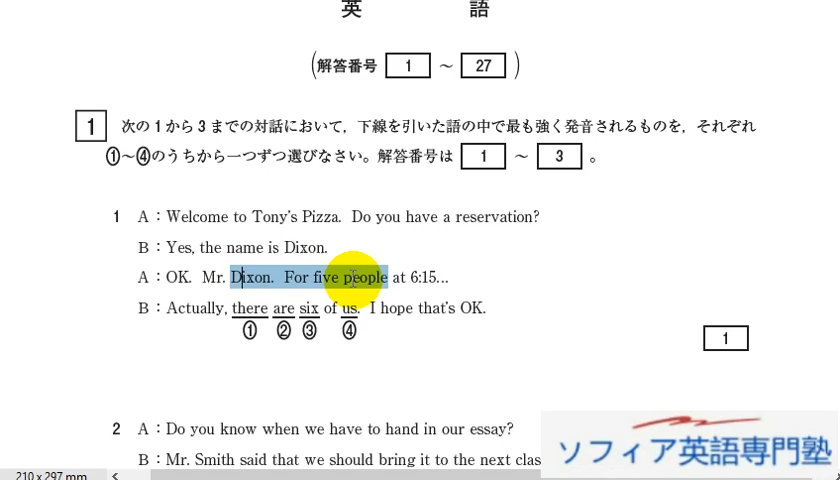 英 語
(解答番号 1 ～ 27)
1 次の1から3までの対話において，下線を引いた語の中で最も強く発音されるものを，それぞれ
①～④のうちから一つずつ選びなさい。解答番号は 1 ～ 3 。
1 A：Welcome to Tony's Pizza. Do you have a reservation?
B：Yes, the name is Dixon.
A：OK. Mr. Dixon. For five people at 6:15...
B：Actually, there are six of us. I hope that's OK.
① ② ③ ④
1
2 A：Do you know when we have to hand in our essay?
B：Mr. Smith said that we should bring it to the next clas
ソフィア英語専門塾
210 x 297 mm